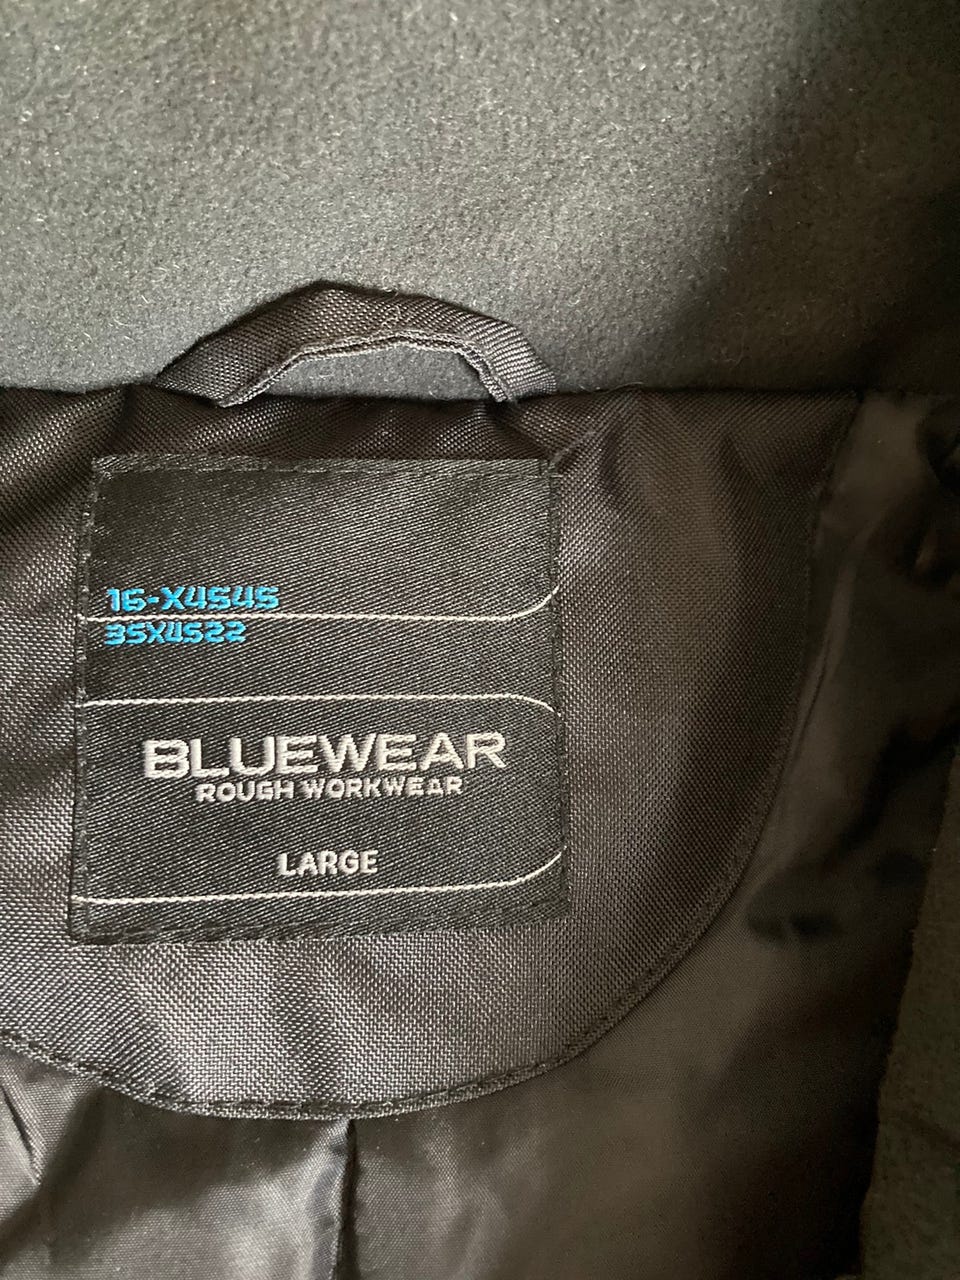 16-X4545
35X4522
BLUEWEAR
ROUGH WORKWEAR
LARGE